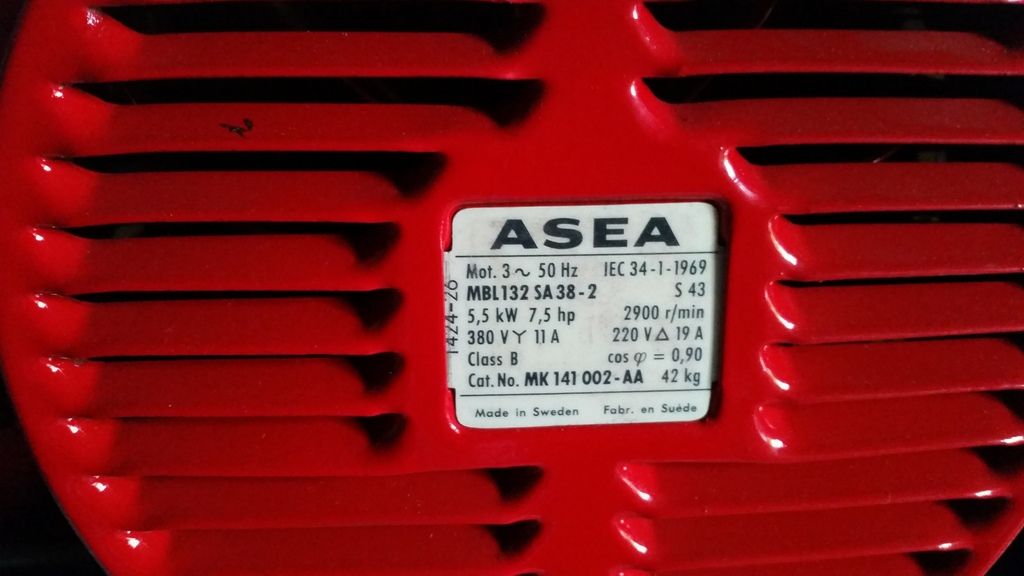 ASEA
Mot. 3 ~ 50 Hz IEC 34-1-1969
MBL132 SA 38-2 S 43
5,5 kW 7,5 hp 2900 r/min
380 V Y 11 A 220 V △ 19 A
Class B cos φ = 0,90
Cat. No. MK 141 002-AA 42 kg
Made in Sweden Fabr. en Suède
1424-26